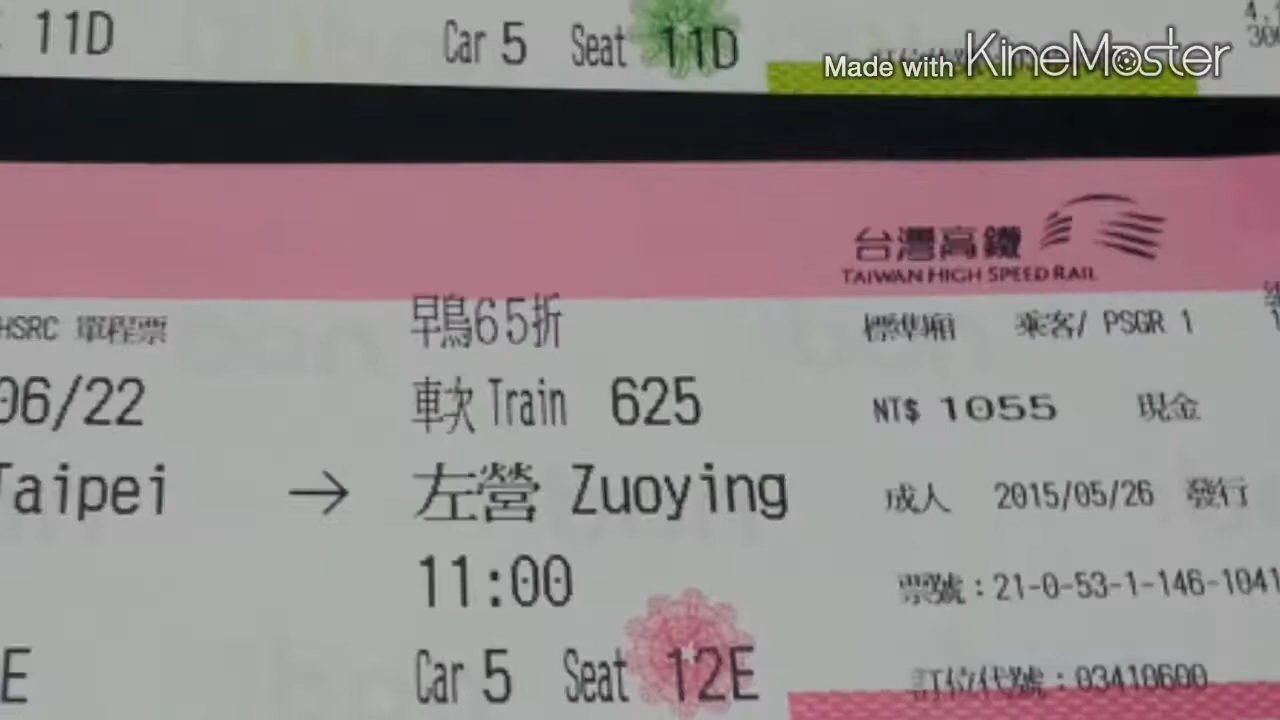 11D Car 5 Seat 11D
Made with KINEMASTER
台灣高鐵
TAIWAN HIGH SPEED RAIL
HSRC 單程票 早鳥65折 標準廂 乘客/ PSGR 1
06/22 車次 Train 625 NT$ 1055 現金
Taipei → 左營 Zuoying 成人 2015/05/26 發行
11:00 票號:21-0-53-1-146-1041
E Car 5 Seat 12E 訂位代號:03410600